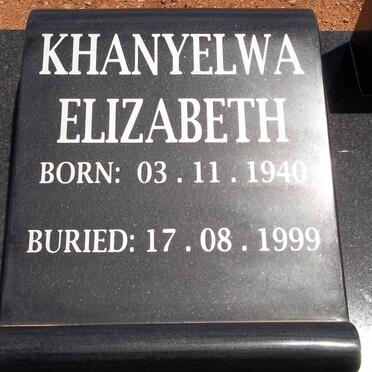 KHANYELWA
ELIZABETH
BORN: 03 . 11 . 1940
BURIED: 17 . 08 . 1999